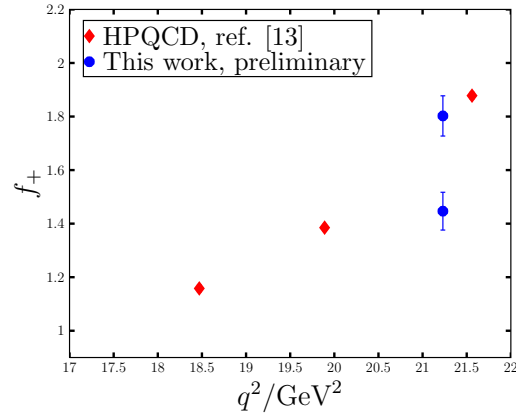 HPQCD, ref. [13]
This work, preliminary
2.2
2
1.8
1.6
1.4
1.2
1
f₊
17 17.5 18 18.5 19 19.5 20 20.5 21 21.5 22
q²/GeV²